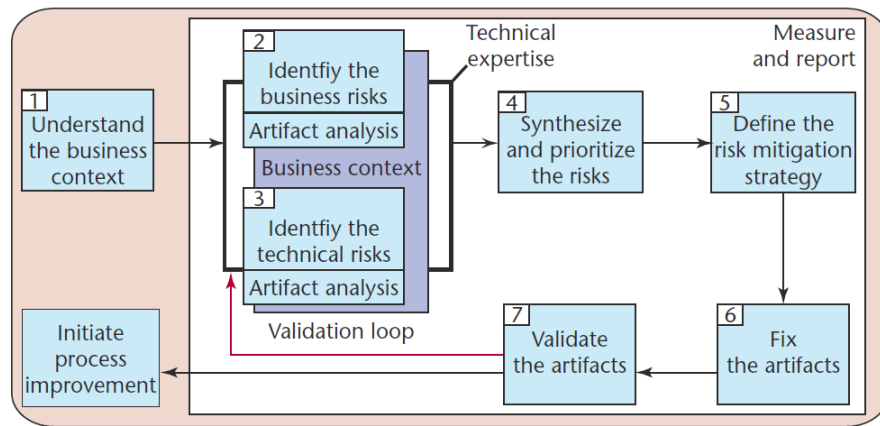 1
Understand
the business
context
2
Identfiy the
business risks
Artifact analysis
Business context
3
Identfiy the
technical risks
Artifact analysis
Validation loop
Technical
expertise
Measure
and report
4
Synthesize
and prioritize
the risks
5
Define the
risk mitigation
strategy
6
Fix
the artifacts
7
Validate
the artifacts
Initiate
process
improvement